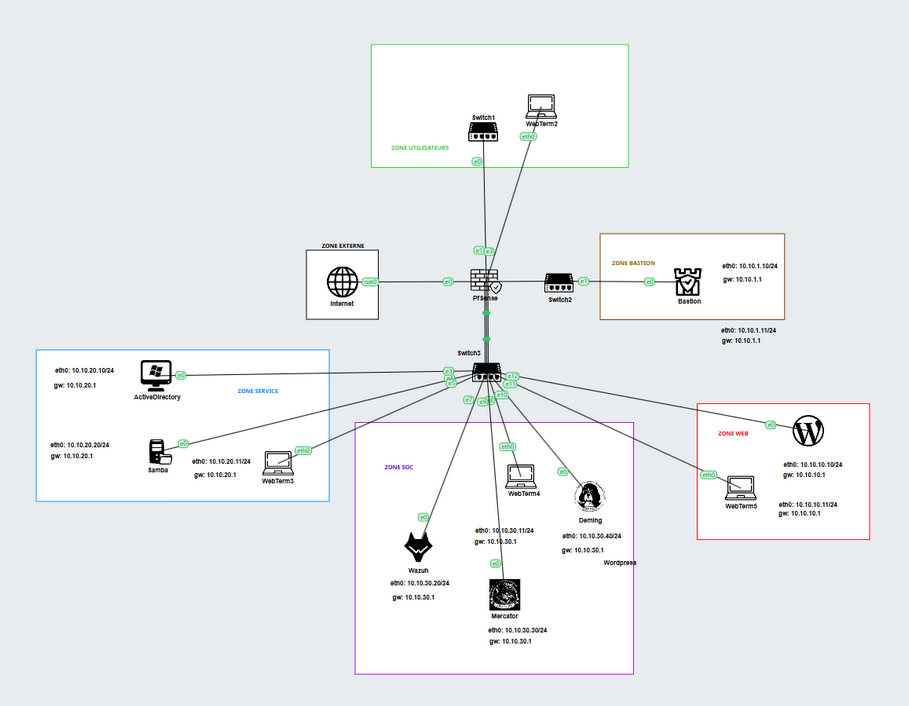 Switch1
WebTerm2
eth0
ZONE UTILISATEURS
e0
ZONE EXTERNE
e1
e3
ZONE BASTION
eth0: 10.10.1.10/24
gw: 10.10.1.1
Internet
nat0
e0
PfSense
Switch2
e1
e0
Bastion
eth0: 10.10.1.11/24
gw: 10.10.1.1
Switch3
eth0: 10.10.20.10/24
gw: 10.10.20.1
ActiveDirectory
e0
ZONE SERVICE
e3
e5
e7
e10
e11
e12
eth0: 10.10.20.20/24
gw: 10.10.20.1
Samba
e0
eth0: 10.10.20.11/24
gw: 10.10.20.1
WebTerm3
eth0
ZONE SOC
eth0
WebTerm4
e0
Deming
eth0: 10.10.30.11/24
gw: 10.10.30.1
eth0: 10.10.30.40/24
gw: 10.10.30.1
Wordpress
e0
Wazuh
eth0: 10.10.30.20/24
gw: 10.10.30.1
e0
Mercator
eth0: 10.10.30.30/24
gw: 10.10.30.1
ZONE WEB
e0
eth0: 10.10.10.10/24
gw: 10.10.10.1
eth0
WebTerm5
eth0: 10.10.10.11/24
gw: 10.10.10.1